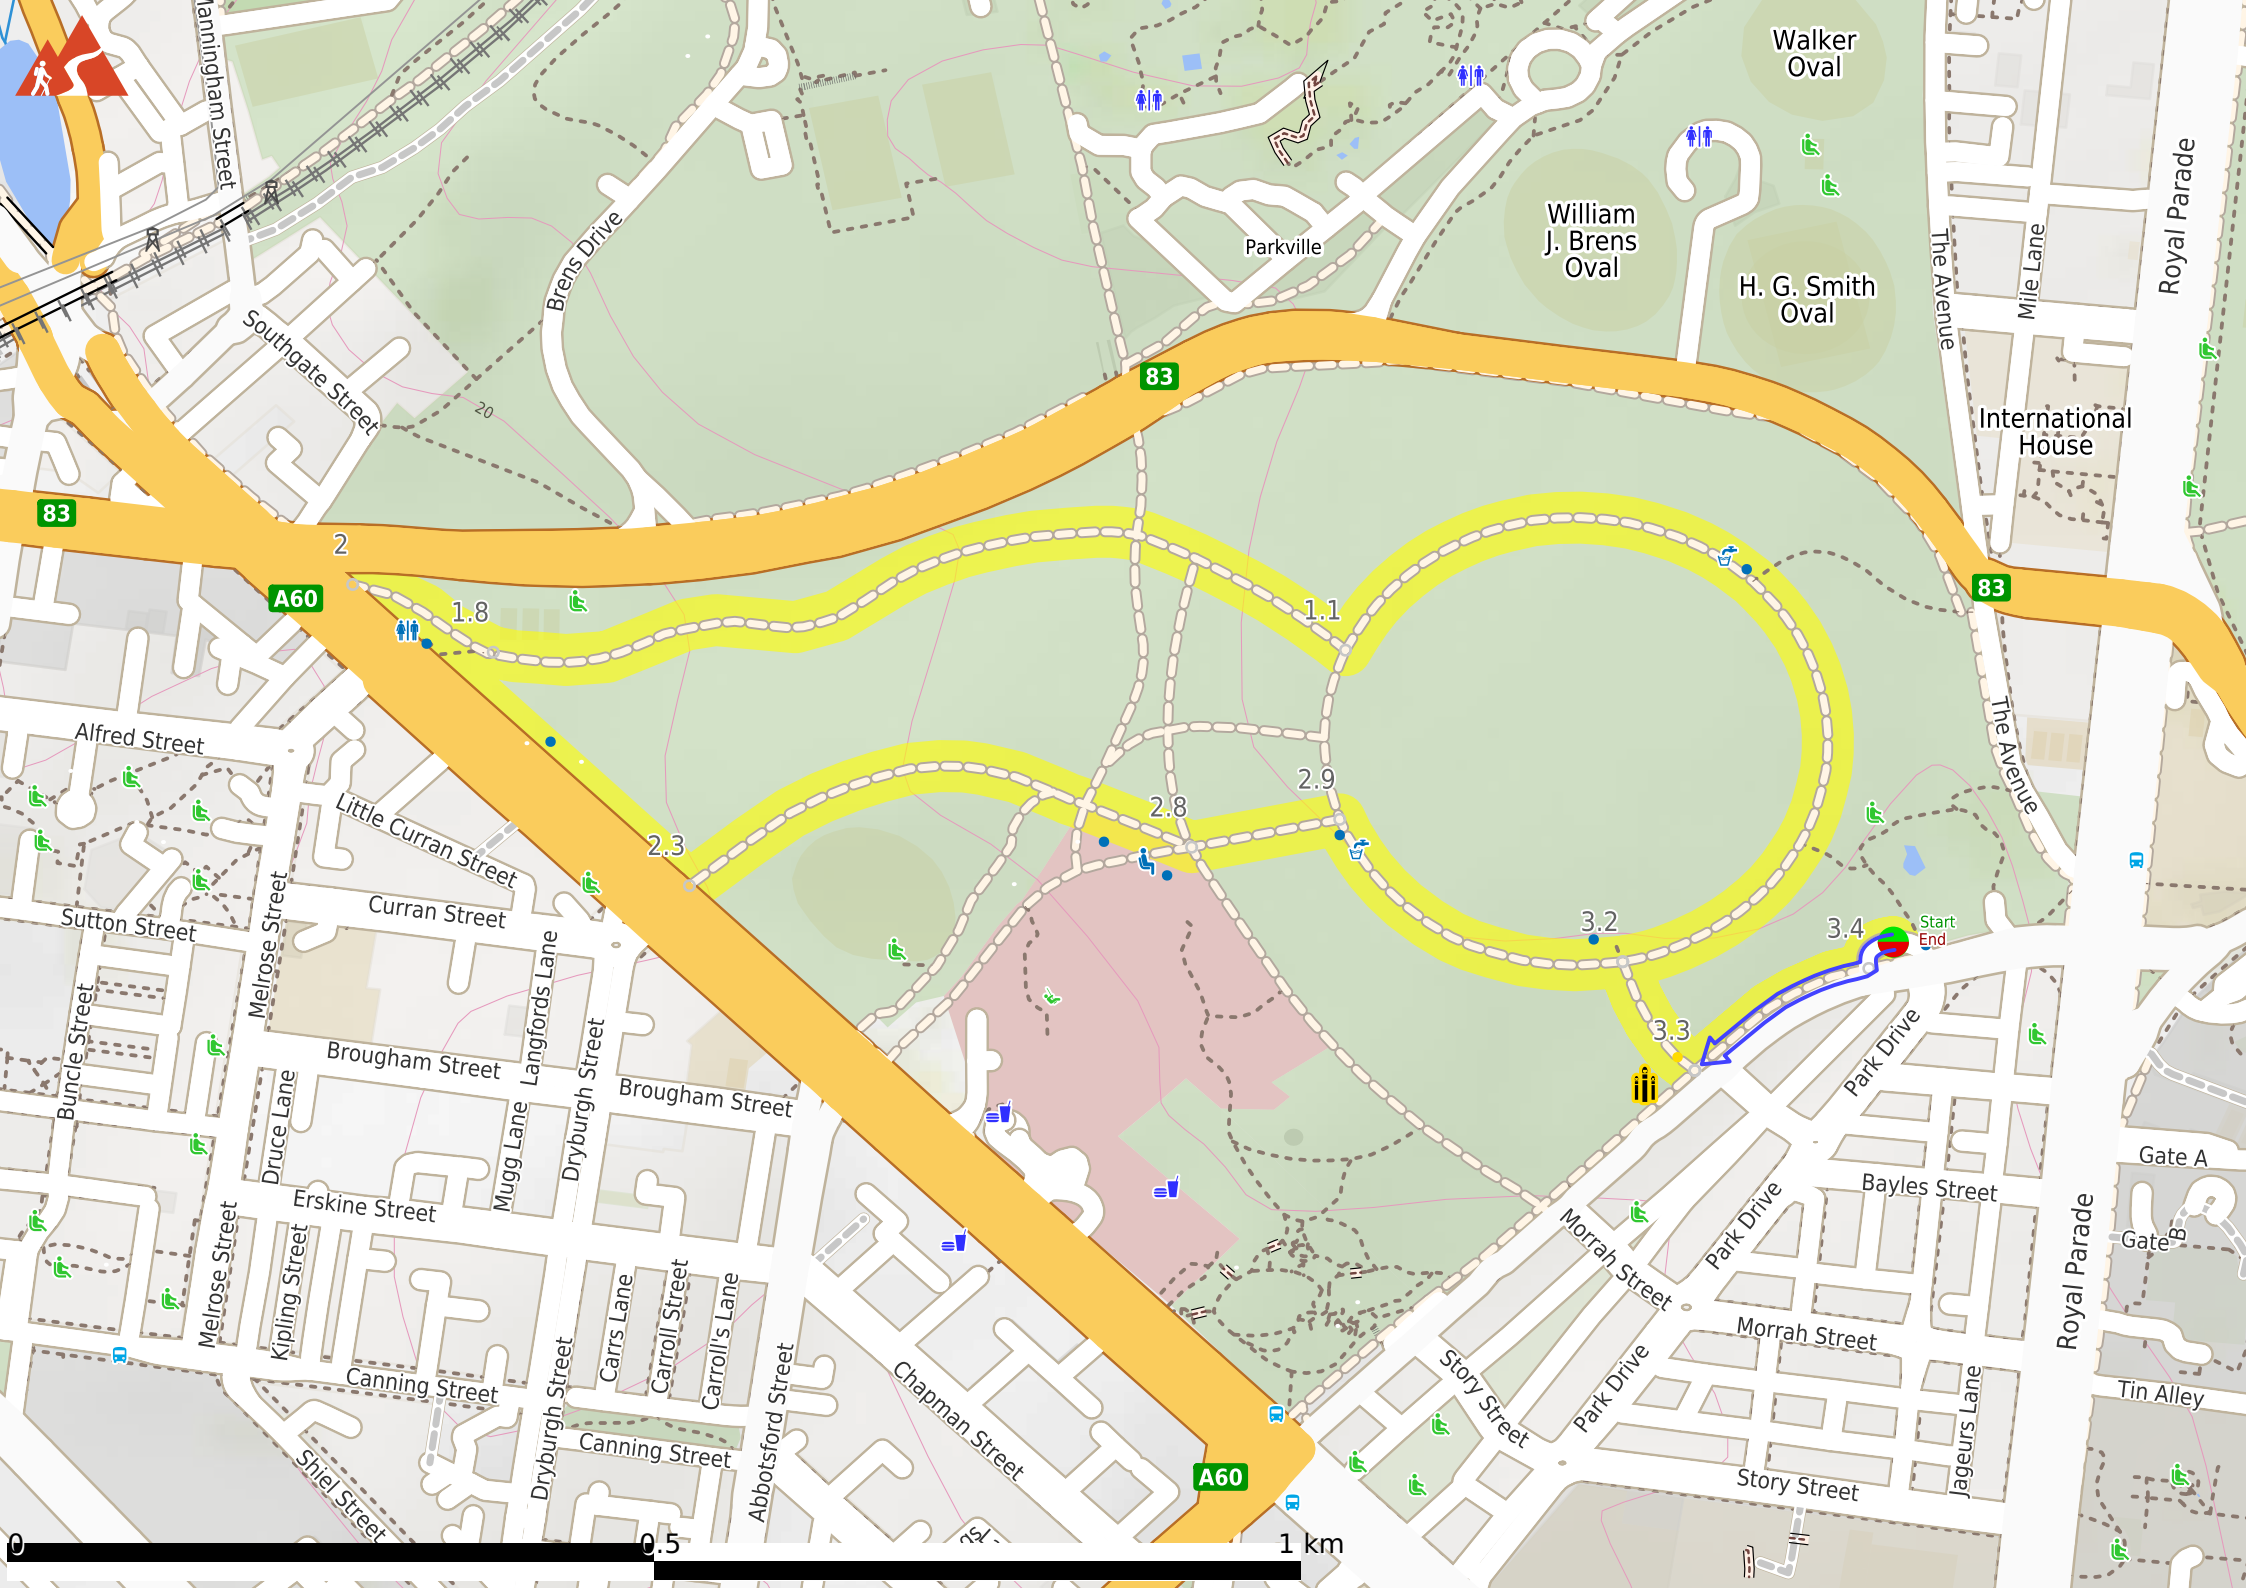 Manningham Street
Walker
Oval
William
J. Brens
Oval
H. G. Smith
Oval
Parkville
Brens Drive
Southgate Street
20
83
83
83
The Avenue
Mile Lane
Royal Parade
International
House
2
A60
1.8
1.1
The Avenue
Alfred Street
Little Curran Street
2.3
2.8
2.9
3.2
3.4
Start
End
3.3
Curran Street
Sutton Street
Melrose Street
Langfords Lane
Buncle Street
Brougham Street
Brougham Street
Dryburgh Street
Druce Lane
Mugg Lane
Erskine Street
Melrose Street
Kipling Street
Park Drive
Park Drive
Park Drive
Gate A
Gate B
Bayles Street
Morrah Street
Morrah Street
Royal Parade
Carrs Lane
Carroll Street
Carroll's Lane
Abbotsford Street
Dryburgh Street
Canning Street
Canning Street
Chapman Street
Shiel Street
Story Street
Story Street
Jageurs Lane
Tin Alley
A60
0
0.5
1 km